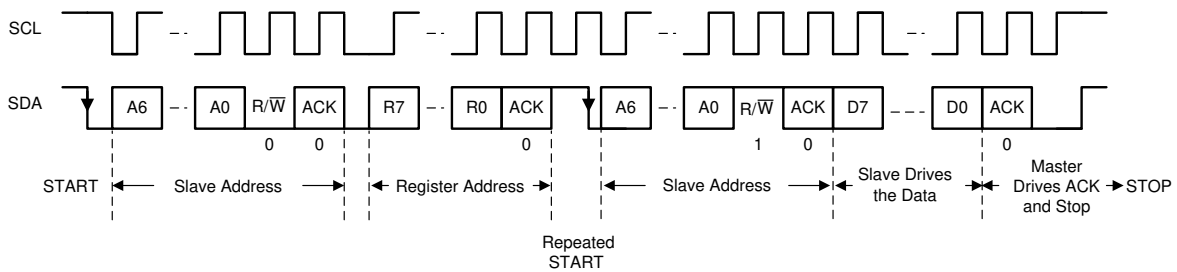 SCL
SDA
A6
A0
R/W̅
ACK
R7
R0
ACK
A6
A0
R/W̅
ACK
D7
D0
ACK
0
0
0
1
0
0
START
Slave Address
Register Address
Slave Address
Slave Drives
the Data
Master
Drives ACK
and Stop
STOP
Repeated
START